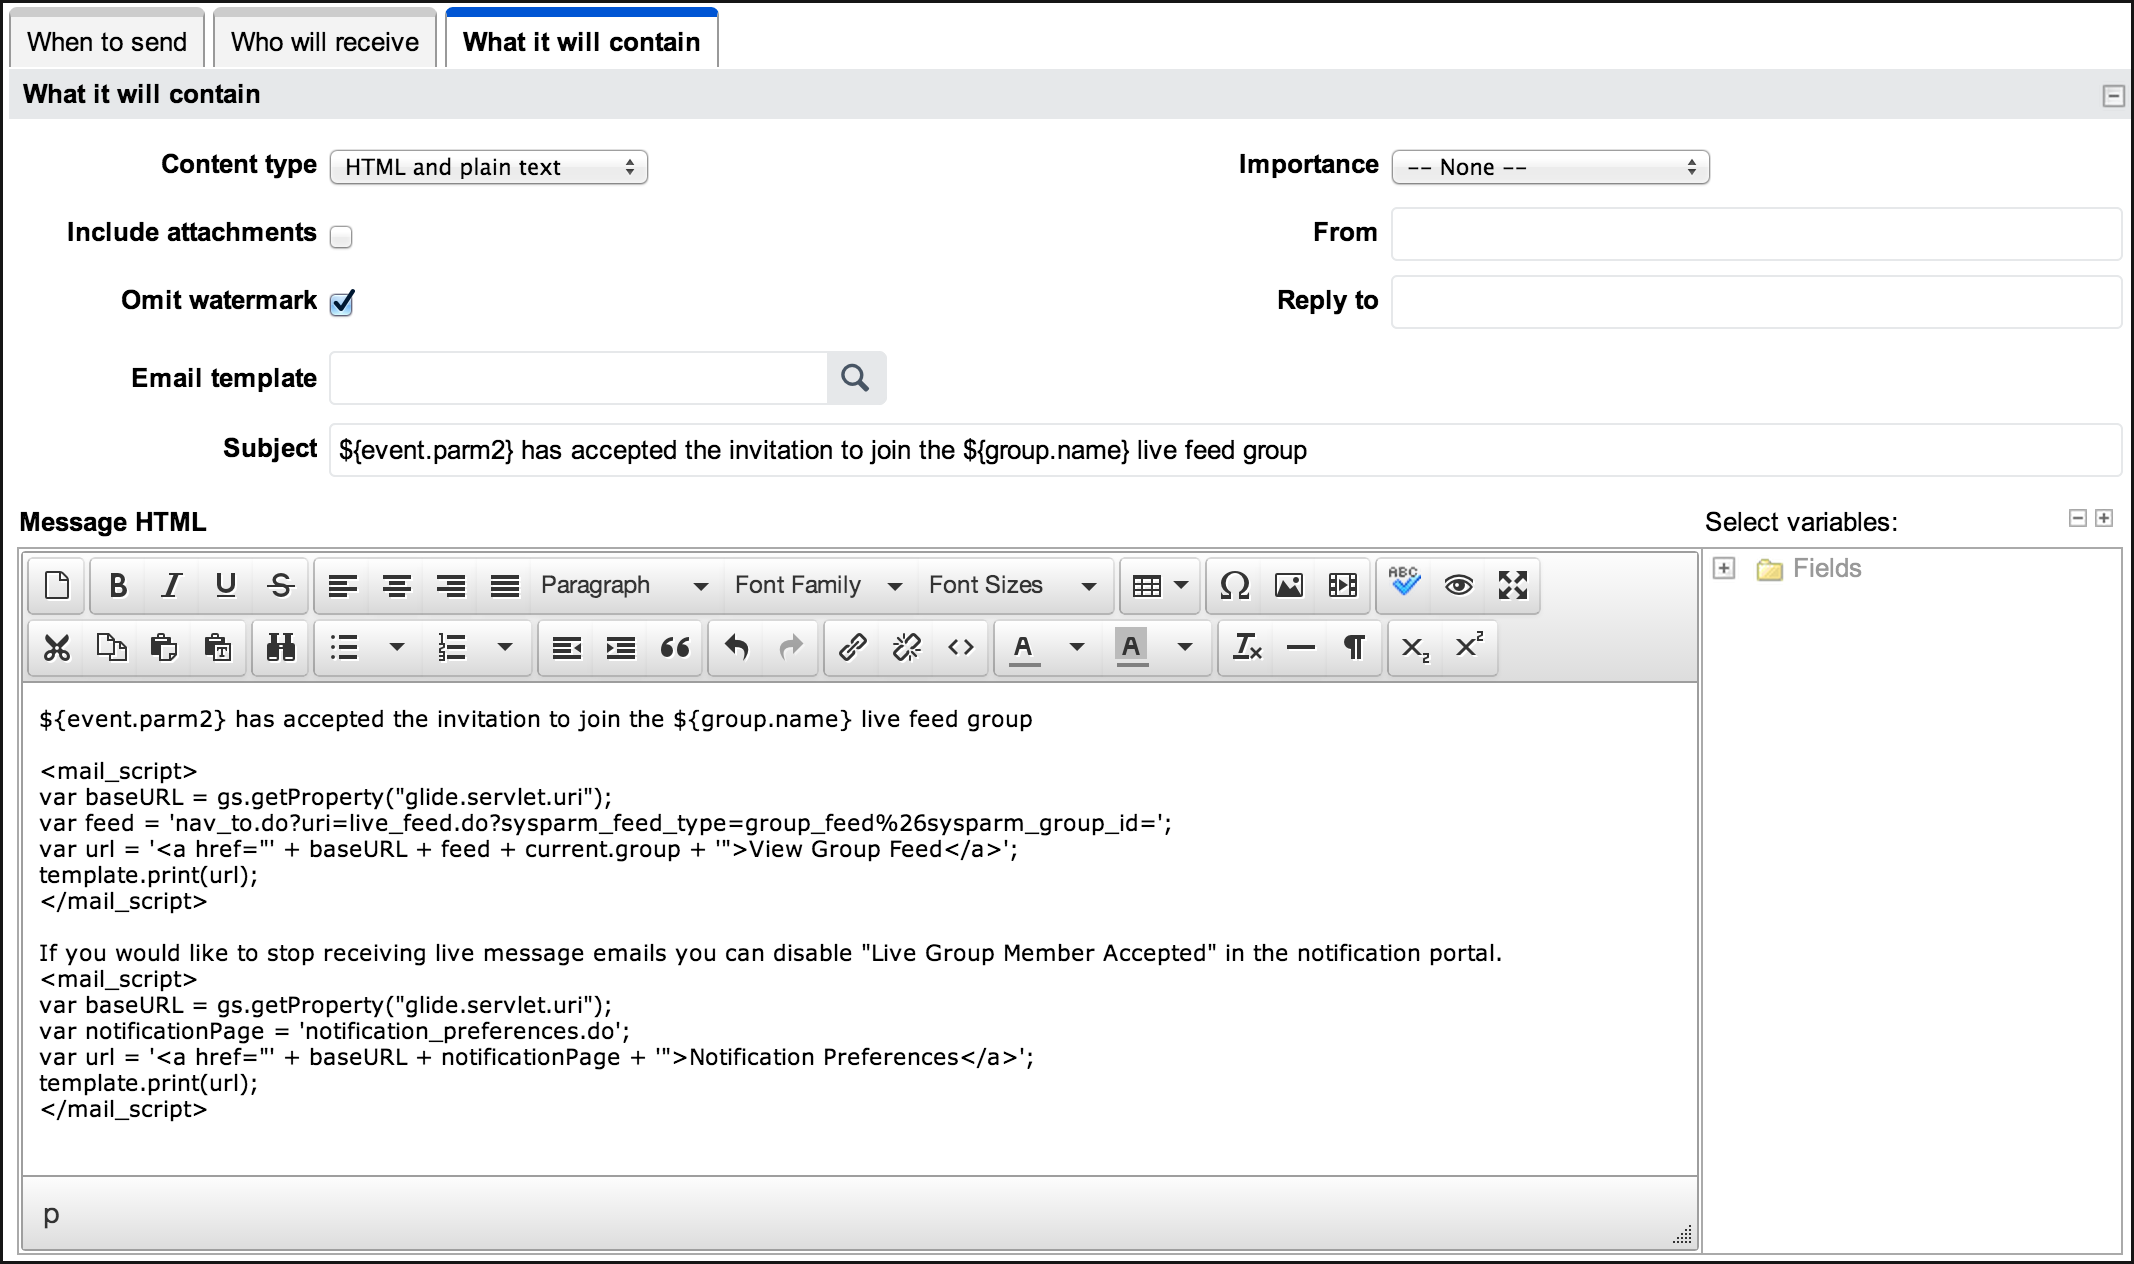 When to send
Who will receive
What it will contain
What it will contain
Content type
HTML and plain text
Importance
-- None --
Include attachments
From
Omit watermark
Reply to
Email template
Subject
${event.parm2} has accepted the invitation to join the ${group.name} live feed group
Message HTML
Select variables:
B I U S
Paragraph
Font Family
Font Sizes
Ω
ABC
Fields
T
A
A
Tx
¶
X2
X2
${event.parm2} has accepted the invitation to join the ${group.name} live feed group
<mail_script>
var baseURL = gs.getProperty("glide.servlet.uri");
var feed = 'nav_to.do?uri=live_feed.do?sysparm_feed_type=group_feed%26sysparm_group_id=';
var url = '<a href="' + baseURL + feed + current.group + '">View Group Feed</a>';
template.print(url);
</mail_script>
If you would like to stop receiving live message emails you can disable "Live Group Member Accepted" in the notification portal.
<mail_script>
var baseURL = gs.getProperty("glide.servlet.uri");
var notificationPage = 'notification_preferences.do';
var url = '<a href="' + baseURL + notificationPage + '">Notification Preferences</a>';
template.print(url);
</mail_script>
p